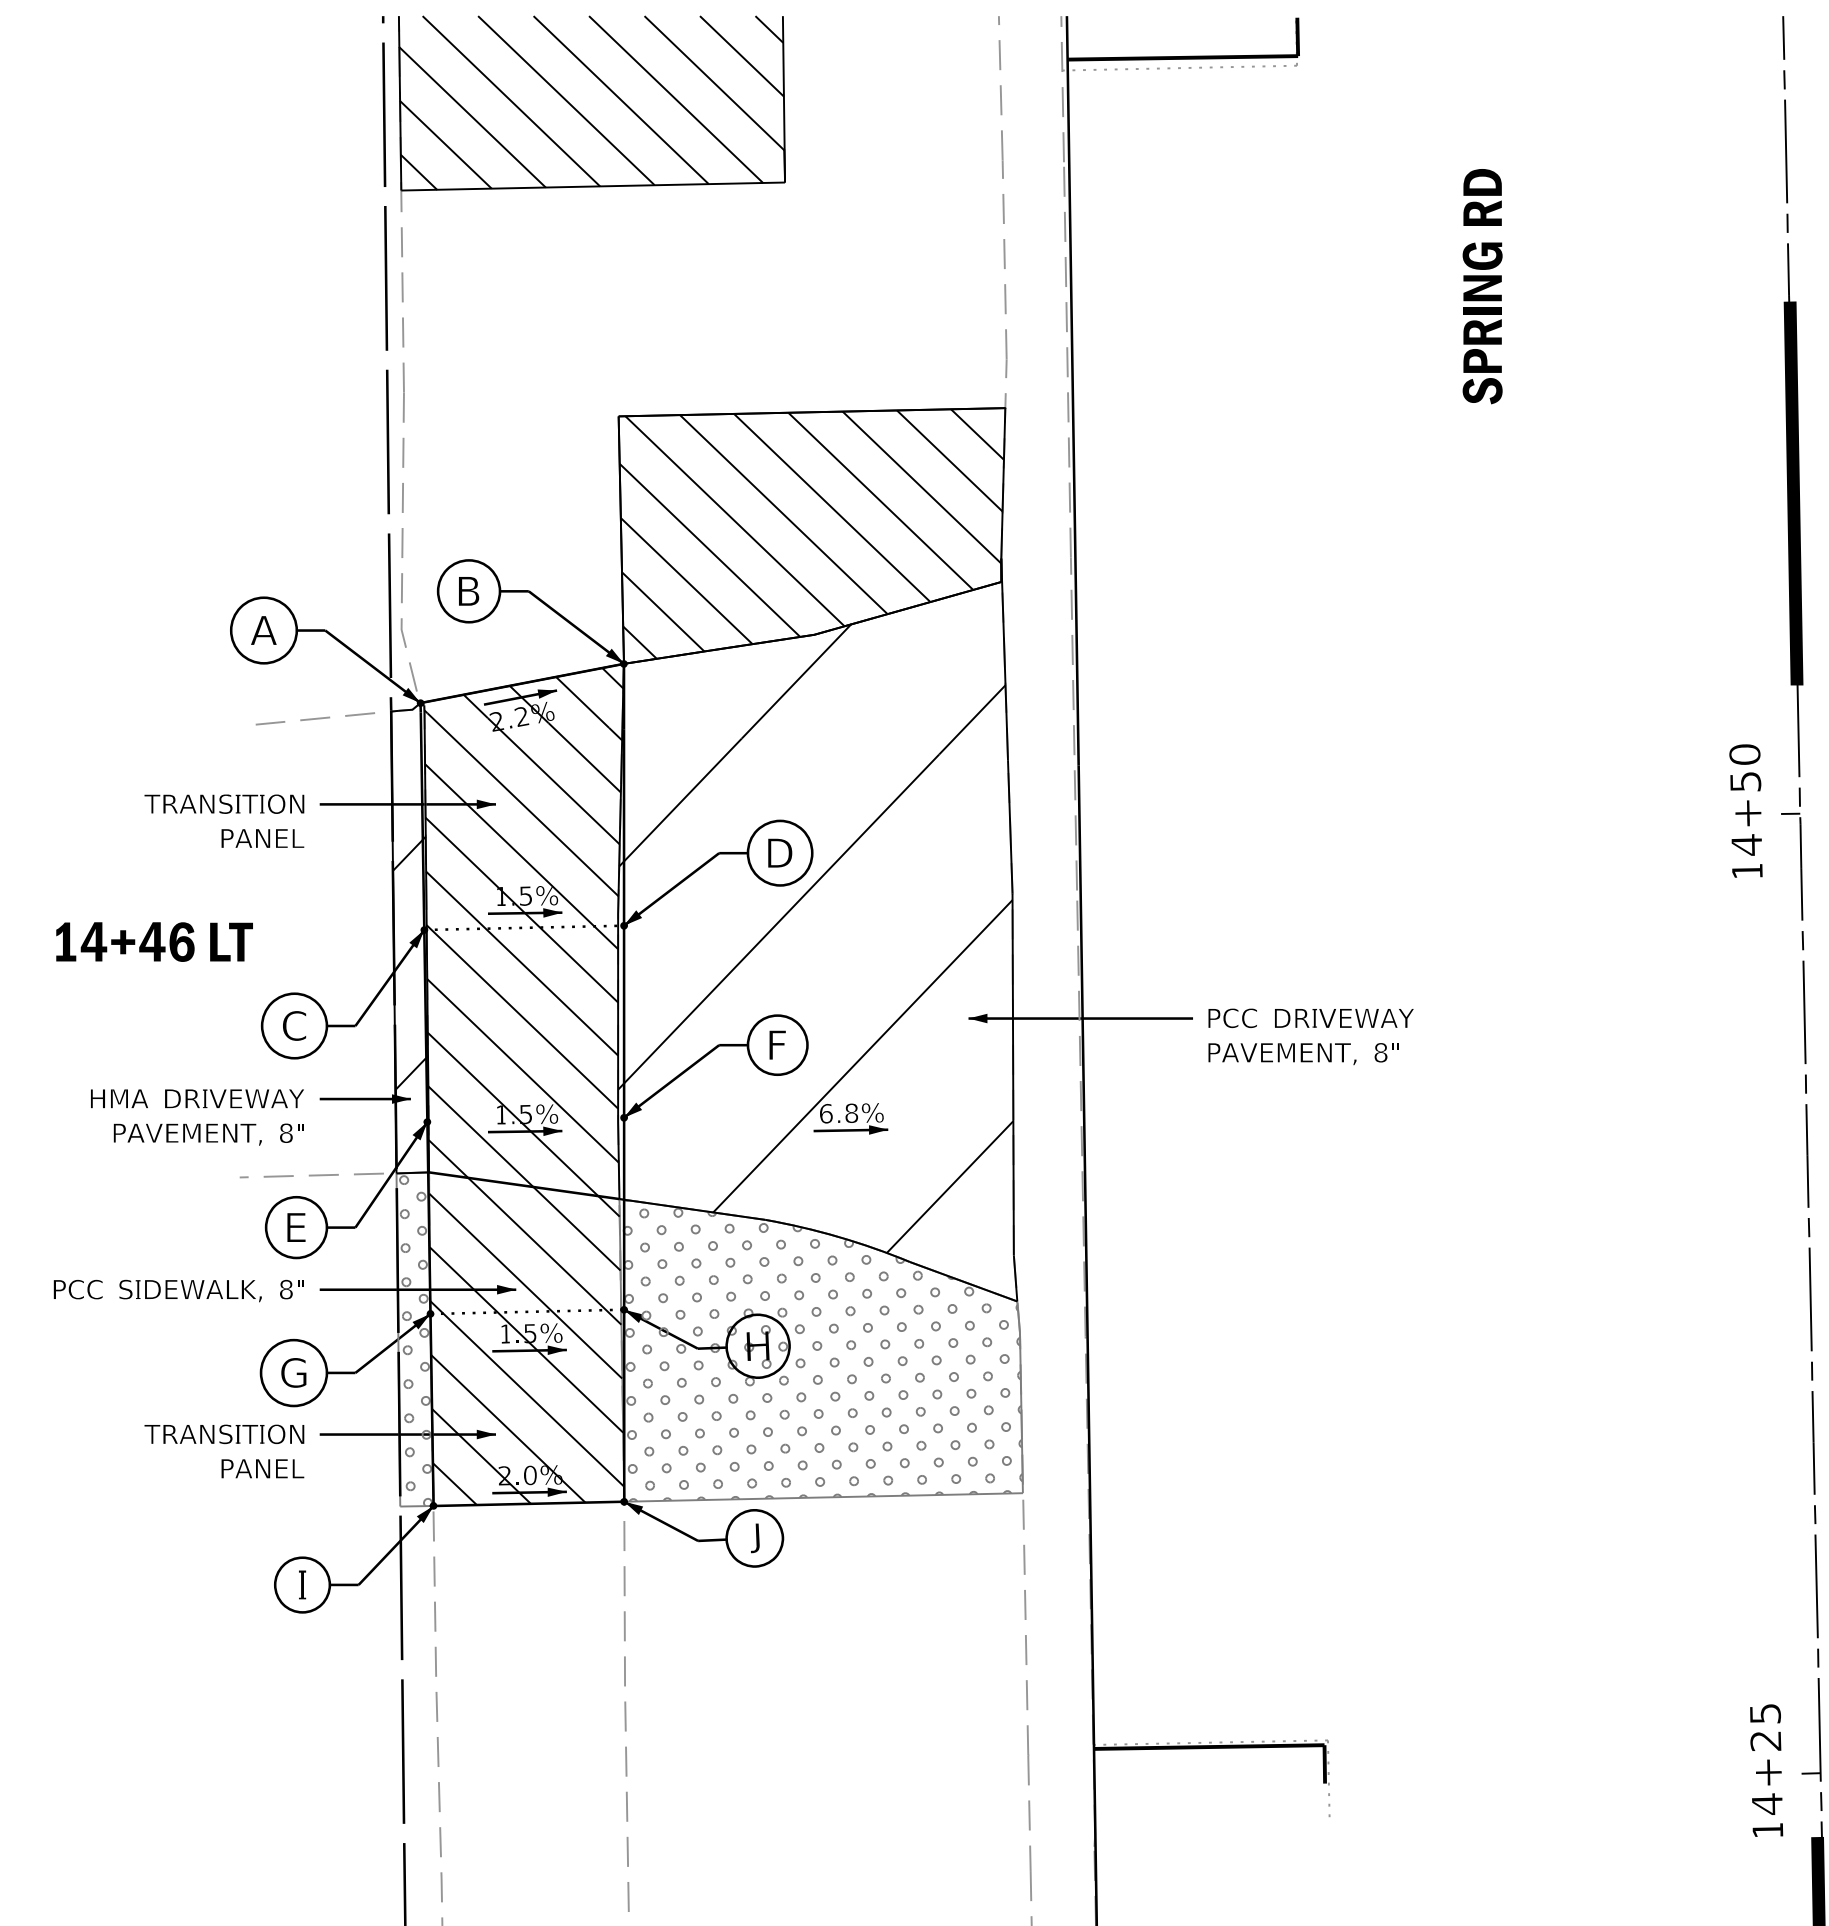 SPRING RD
B
A
2.2%
14+50
TRANSITION
PANEL
D
1.5%
14+46 LT
C
F
PCC DRIVEWAY
PAVEMENT, 8"
HMA DRIVEWAY
PAVEMENT, 8"
1.5%
6.8%
E
PCC SIDEWALK, 8"
1.5%
H
G
TRANSITION
PANEL
2.0%
J
I
14+25